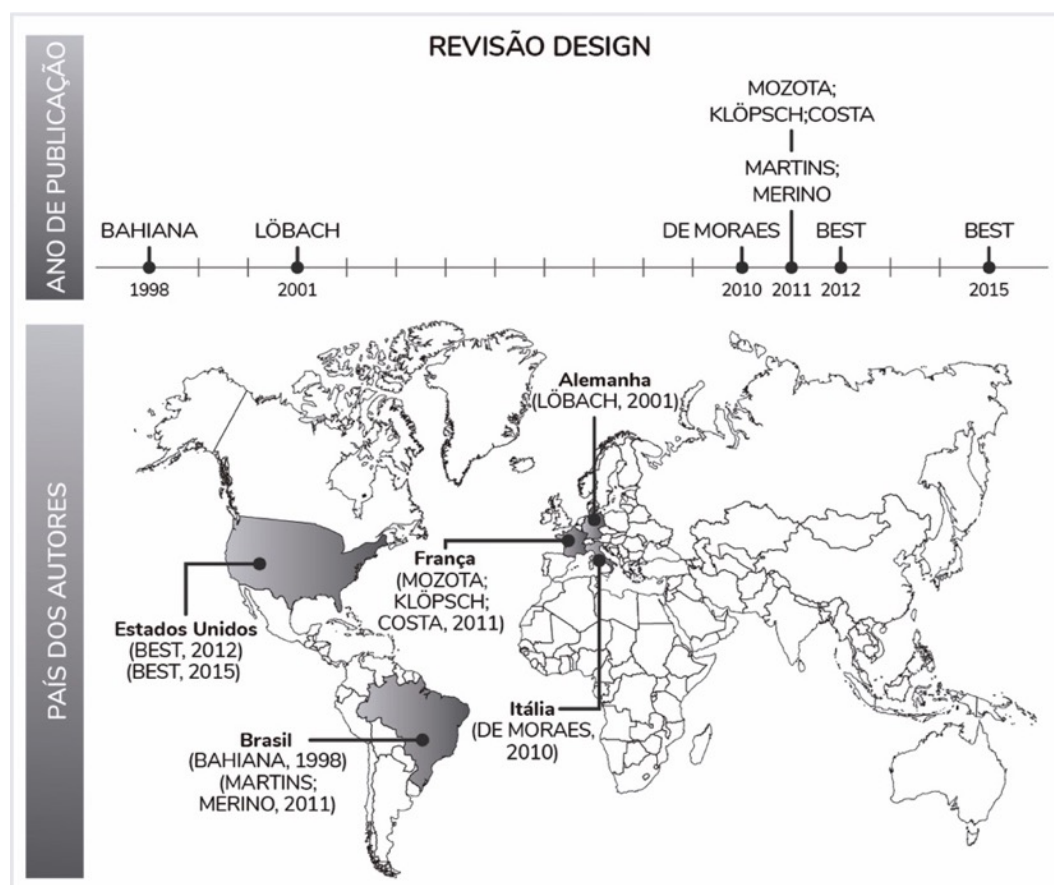 REVISÃO DESIGN
ANO DE PUBLICAÇÃO
MOZOTA;
KLÖPSCH;COSTA
MARTINS;
MERINO
BAHIANA
LÖBACH
DE MORAES
BEST
BEST
1998
2001
2010
2011
2012
2015
PAÍS DOS AUTORES
Alemanha
(LÖBACH, 2001)
França
(MOZOTA;
KLÖPSCH;
COSTA, 2011)
Estados Unidos
(BEST, 2012)
(BEST, 2015)
Itália
(DE MORAES,
2010)
Brasil
(BAHIANA, 1998)
(MARTINS;
MERINO, 2011)